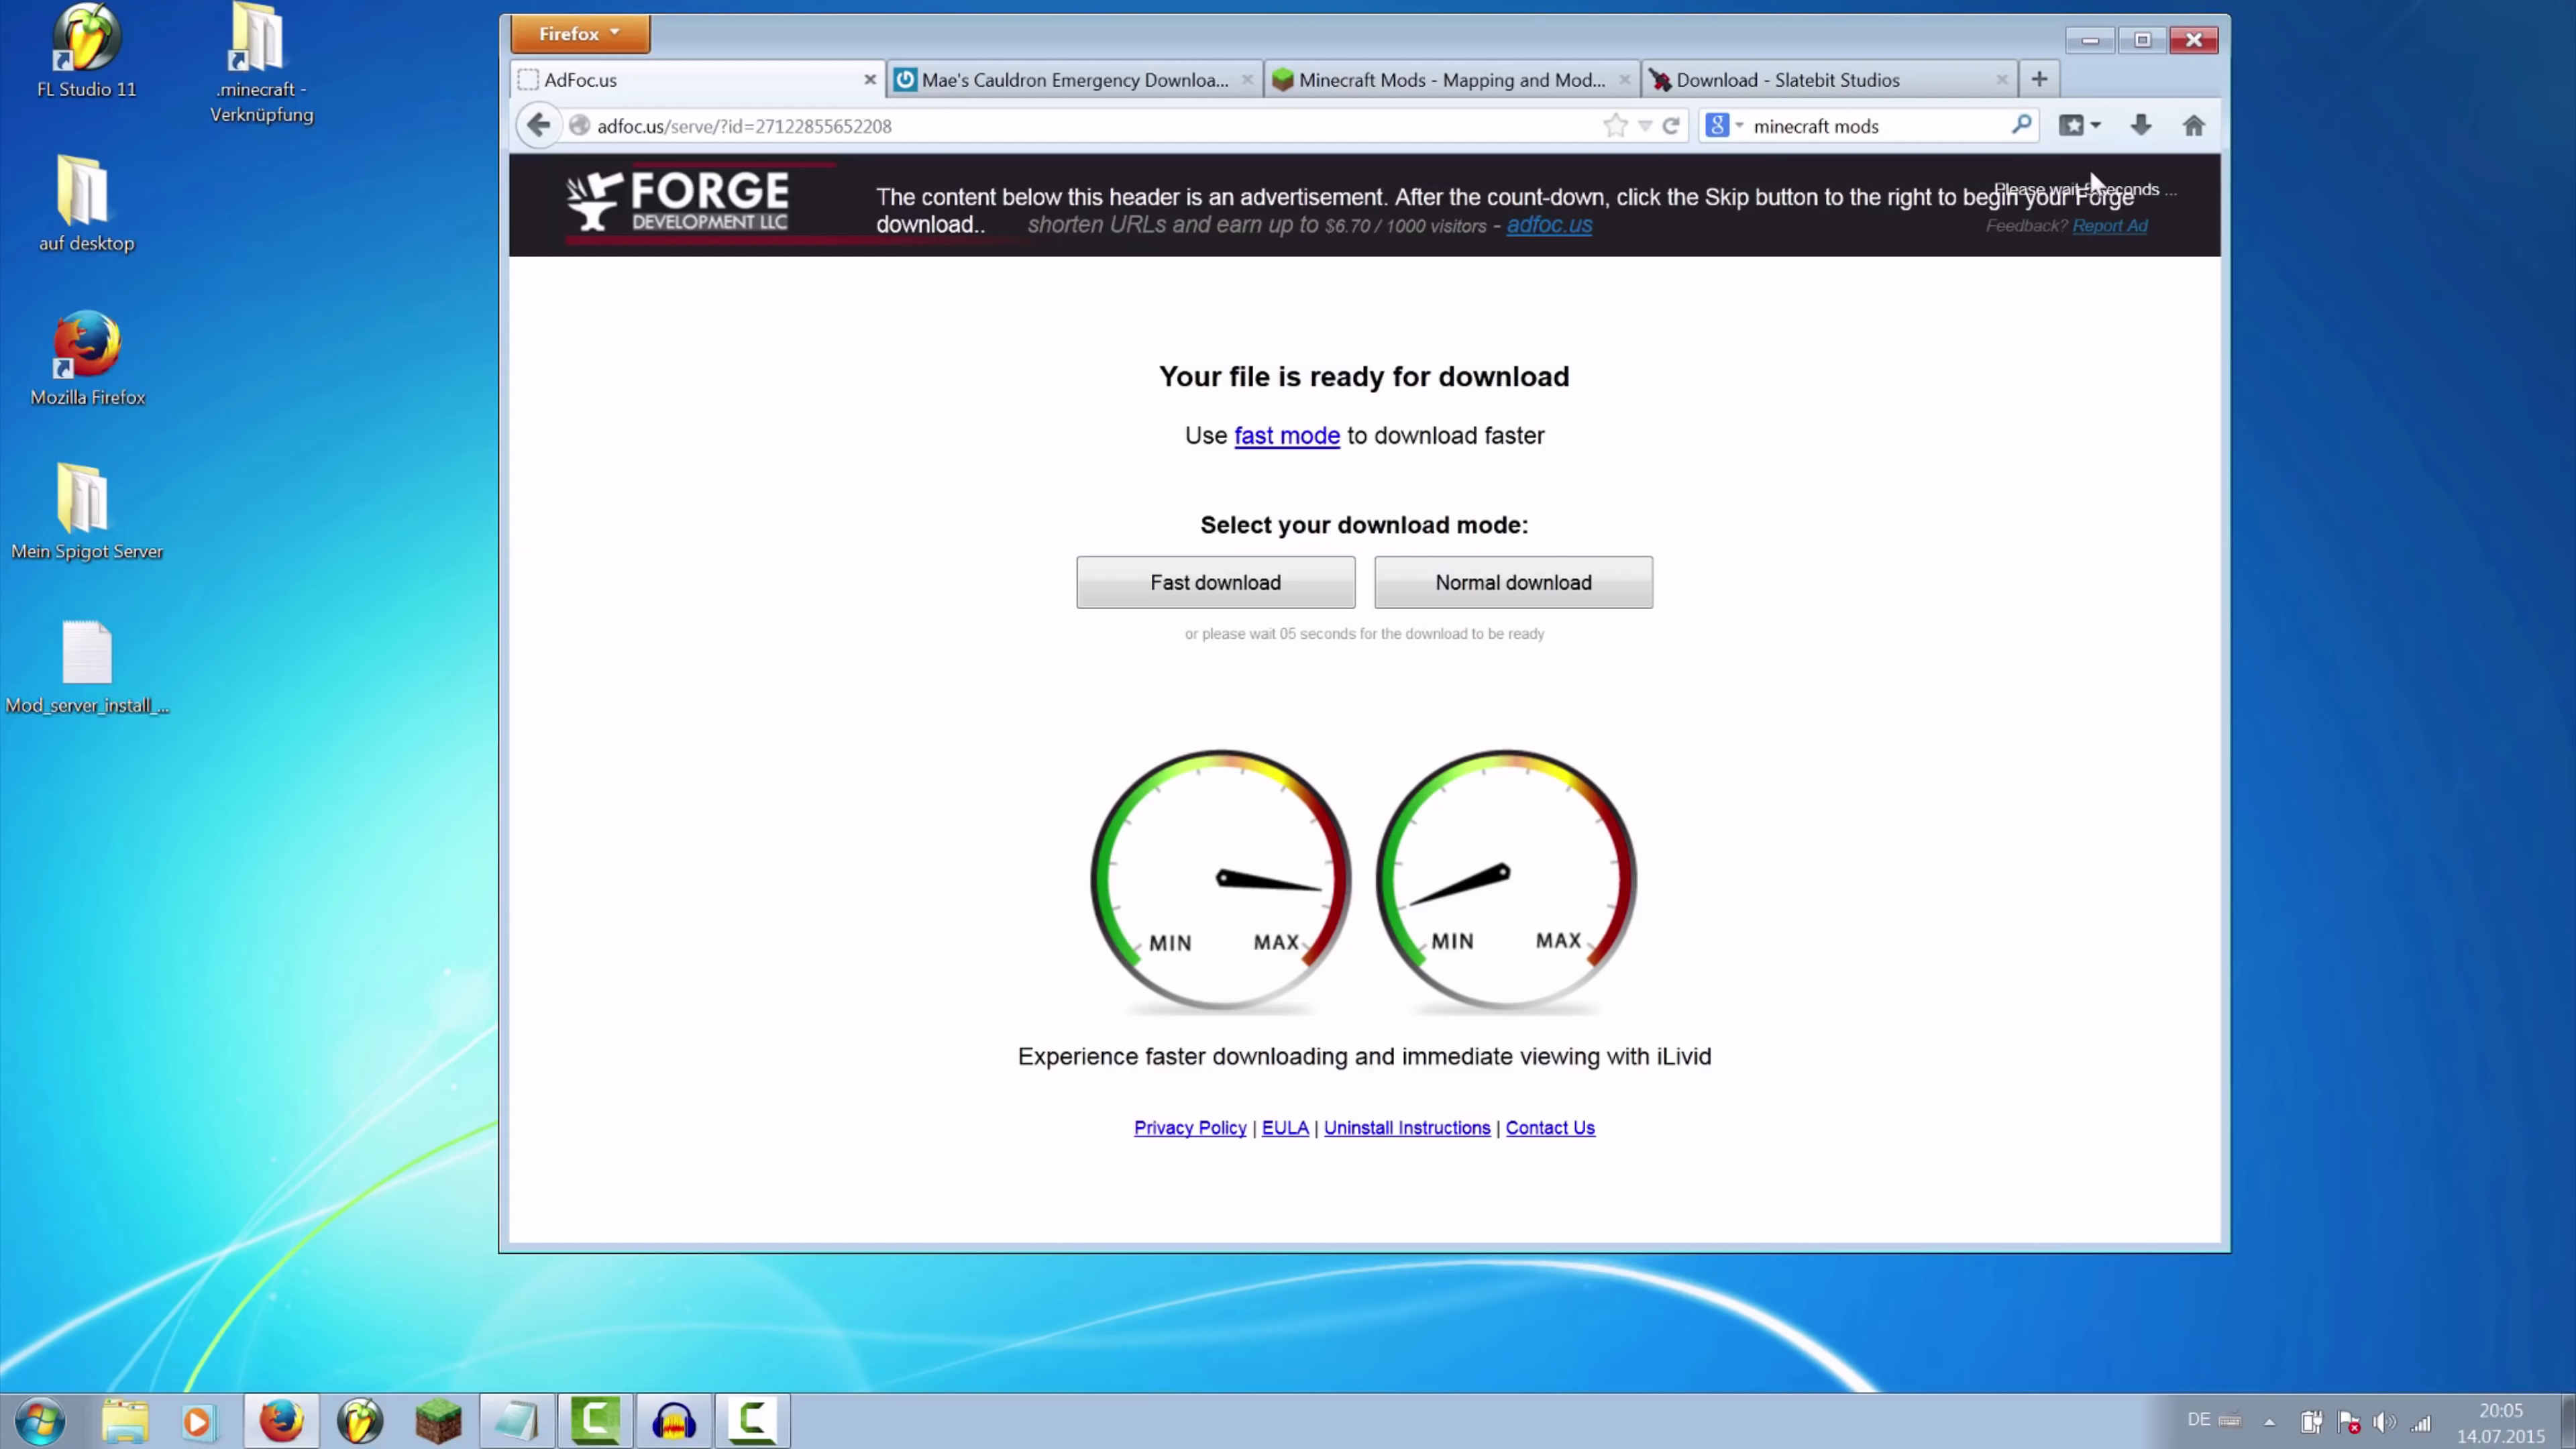 FL Studio 11
.minecraft -
Verknüpfung
auf desktop
Mozilla Firefox
Mein Spigot Server
Mod_server_install_...
Firefox
AdFoc.us
Mae's Cauldron Emergency Downloa...
Minecraft Mods - Mapping and Mod...
Download - Slatebit Studios
adfoc.us/serve/?id=27122855652208
minecraft mods
FORGE
DEVELOPMENT LLC
The content below this header is an advertisement. After the count-down, click the Skip button to the right to begin your Forge
download.. shorten URLs and earn up to $6.70 / 1000 visitors - adfoc.us
Please wait seconds ...
Feedback? Report Ad
Your file is ready for download
Use fast mode to download faster
Select your download mode:
Fast download
Normal download
or please wait 05 seconds for the download to be ready
MIN MAX
MIN MAX
Experience faster downloading and immediate viewing with iLivid
Privacy Policy | EULA | Uninstall Instructions | Contact Us
DE
20:05
14.07.2015